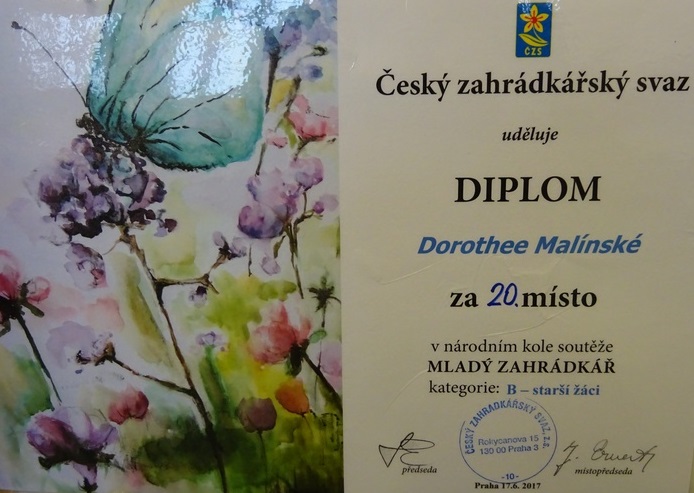 ČZS
Český zahrádkářský svaz
uděluje
DIPLOM
Dorothee Malínské
za 20. místo
v národním kole soutěže
MLADÝ ZAHRÁDKÁŘ
kategorie: B – starší žáci
ČESKÝ ZAHRÁDKÁŘSKÝ SVAZ, z.s.
Rokycanova 15
130 00 Praha 3
-10-
předseda
místopředseda
Praha 17.6. 2017